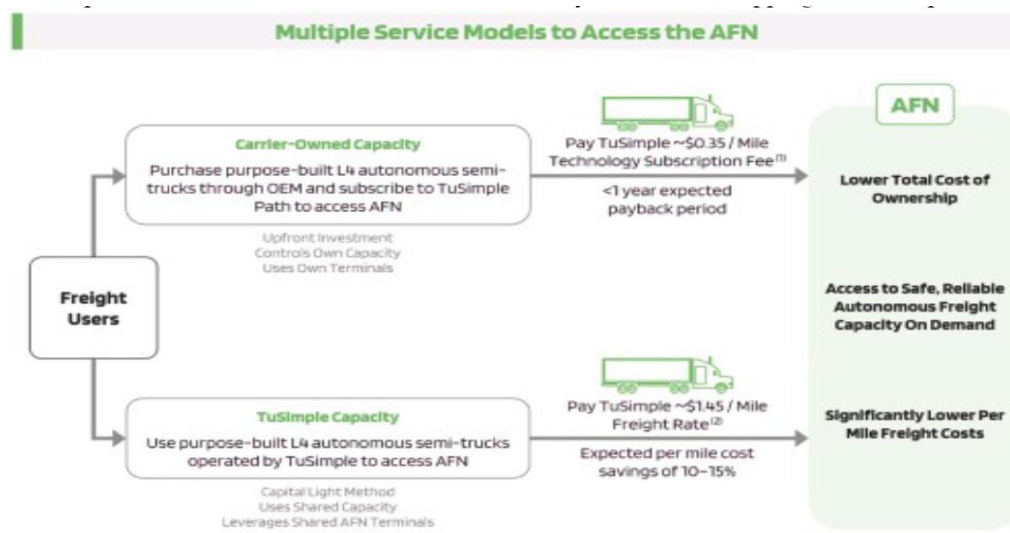 Multiple Service Models to Access the AFN
AFN
Carrier-Owned Capacity
Purchase purpose-built L4 autonomous semi-
trucks through OEM and subscribe to TuSimple
Path to access AFN
Upfront Investment
Controls Own Capacity
Uses Own Terminals
Pay TuSimple ~$0.35 / Mile
Technology Subscription Fee(1)
<1 year expected
payback period
Lower Total Cost of
Ownership
Freight
Users
Access to Safe, Reliable
Autonomous Freight
Capacity On Demand
TuSimple Capacity
Use purpose-built L4 autonomous semi-trucks
operated by TuSimple to access AFN
Capital Light Method
Uses Shared Capacity
Leverages Shared AFN Terminals
Pay TuSimple ~$1.45 / Mile
Freight Rate(2)
Expected per mile cost
savings of 10-15%
Significantly Lower Per
Mile Freight Costs